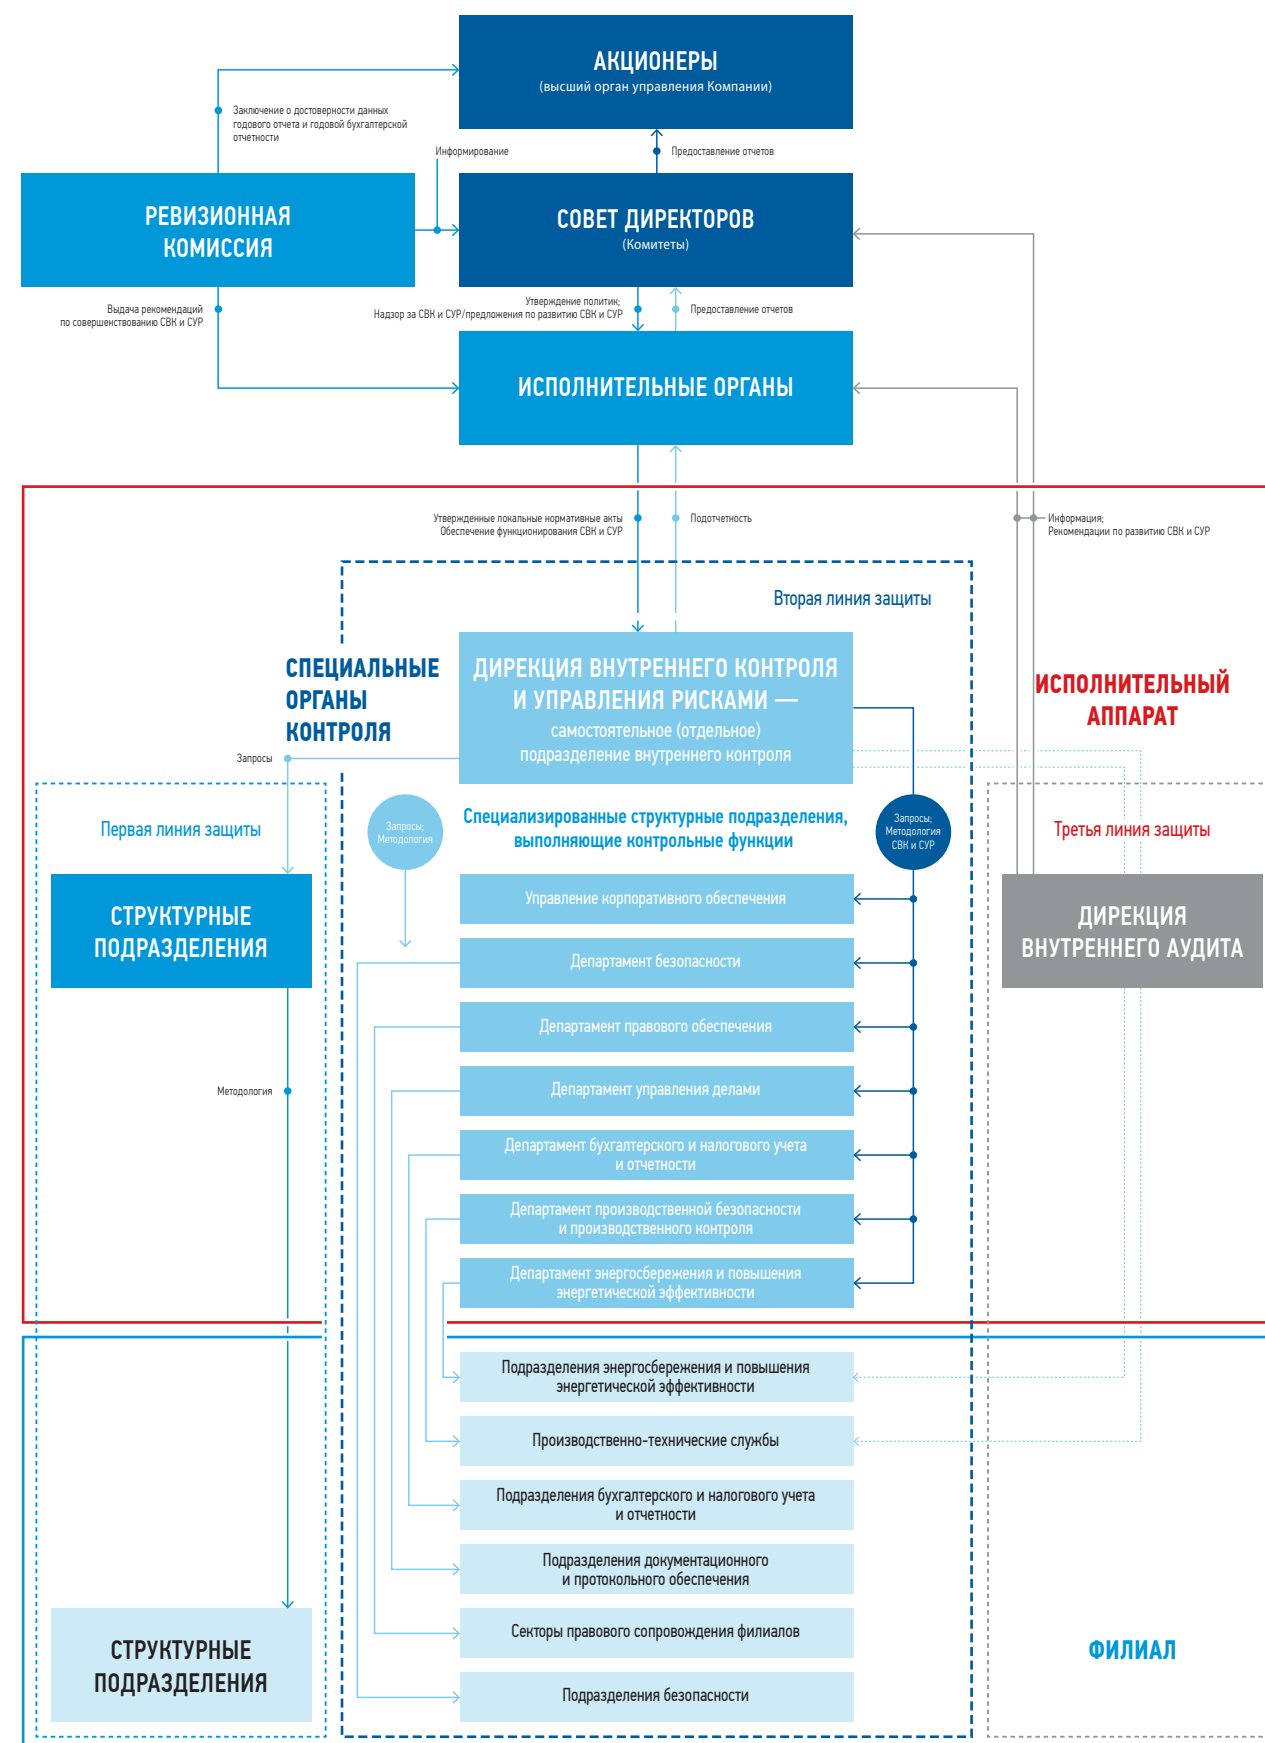 АКЦИОНЕРЫ
(высший орган управления Компании)
Заключение о достоверности данных
годового отчета и годовой бухгалтерской
отчетности
Информирование
Предоставление отчетов
РЕВИЗИОННАЯ
КОМИССИЯ
СОВЕТ ДИРЕКТОРОВ
(Комитеты)
Выдача рекомендаций
по совершенствованию СВК и СУР
Утверждение политик;
Надзор за СВК и СУР/предложения по развитию СВК и СУР
Предоставление отчетов
ИСПОЛНИТЕЛЬНЫЕ ОРГАНЫ
Утвержденные локальные нормативные акты
Обеспечение функционирования СВК и СУР
Подотчетность
Информация;
Рекомендации по развитию СВК и СУР
Вторая линия защиты
СПЕЦИАЛЬНЫЕ
ОРГАНЫ
КОНТРОЛЯ
ДИРЕКЦИЯ ВНУТРЕННЕГО КОНТРОЛЯ
И УПРАВЛЕНИЯ РИСКАМИ —
самостоятельное (отдельное)
подразделение внутреннего контроля
ИСПОЛНИТЕЛЬНЫЙ
АППАРАТ
Запросы
Первая линия защиты
Запросы;
Методология
Специализированные структурные подразделения,
выполняющие контрольные функции
Запросы;
Методология
СВК и СУР
Третья линия защиты
СТРУКТУРНЫЕ
ПОДРАЗДЕЛЕНИЯ
Управление корпоративного обеспечения
ДИРЕКЦИЯ
ВНУТРЕННЕГО АУДИТА
Департамент безопасности
Департамент правового обеспечения
Методология
Департамент управления делами
Департамент бухгалтерского и налогового учета
и отчетности
Департамент производственной безопасности
и производственного контроля
Департамент энергосбережения и повышения
энергетической эффективности
Подразделения энергосбережения и повышения
энергетической эффективности
Производственно-технические службы
Подразделения бухгалтерского и налогового учета
и отчетности
Подразделения документационного
и протокольного обеспечения
Секторы правового сопровождения филиалов
СТРУКТУРНЫЕ
ПОДРАЗДЕЛЕНИЯ
ФИЛИАЛ
Подразделения безопасности